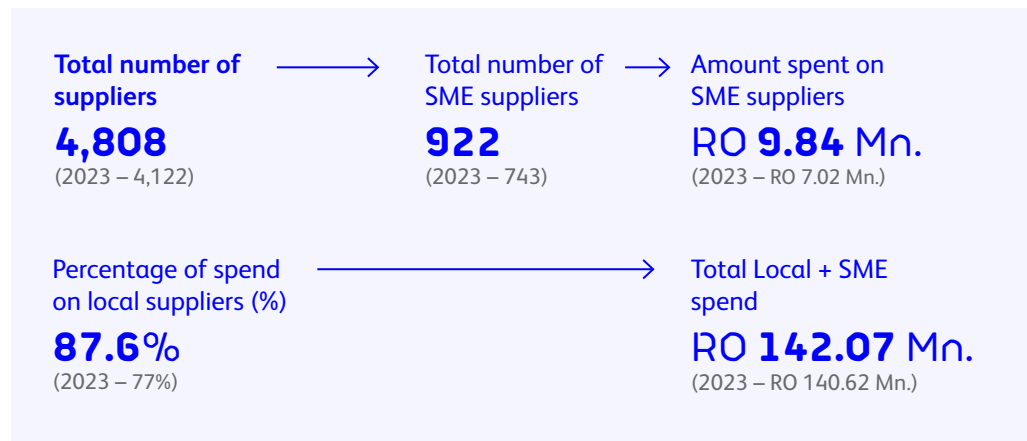 Total number of suppliers
4,808
(2023 – 4,122)
Total number of SME suppliers
922
(2023 – 743)
Amount spent on SME suppliers
RO 9.84 Mn.
(2023 – RO 7.02 Mn.)
Percentage of spend on local suppliers (%)
87.6%
(2023 – 77%)
Total Local + SME spend
RO 142.07 Mn.
(2023 – RO 140.62 Mn.)